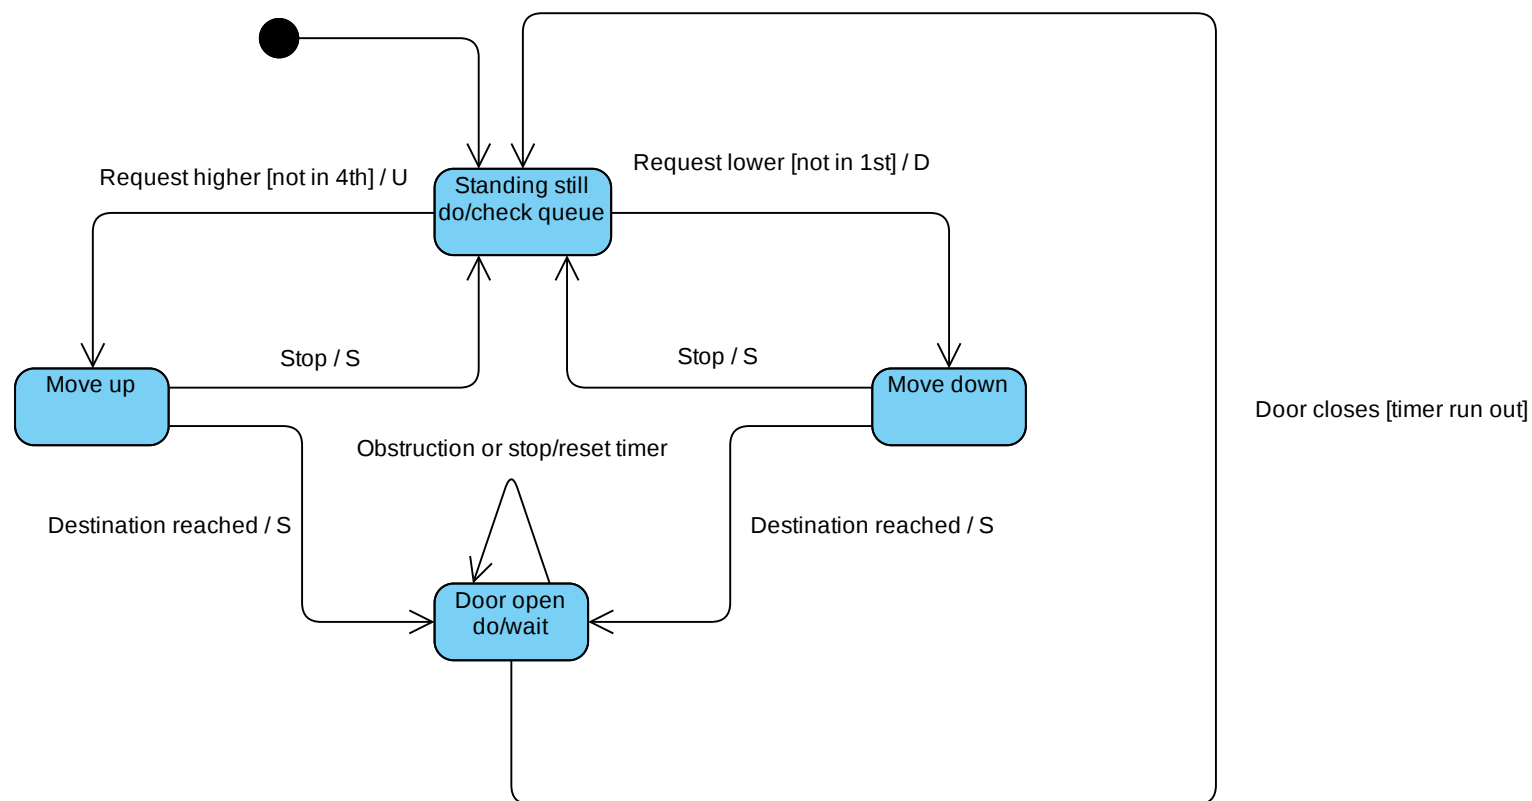 Request higher [not in 4th] / U
Request lower [not in 1st] / D
Standing still
do/check queue
Stop / S
Stop / S
Move up
Move down
Door closes [timer run out]
Obstruction or stop/reset timer
Destination reached / S
Destination reached / S
Door open
do/wait